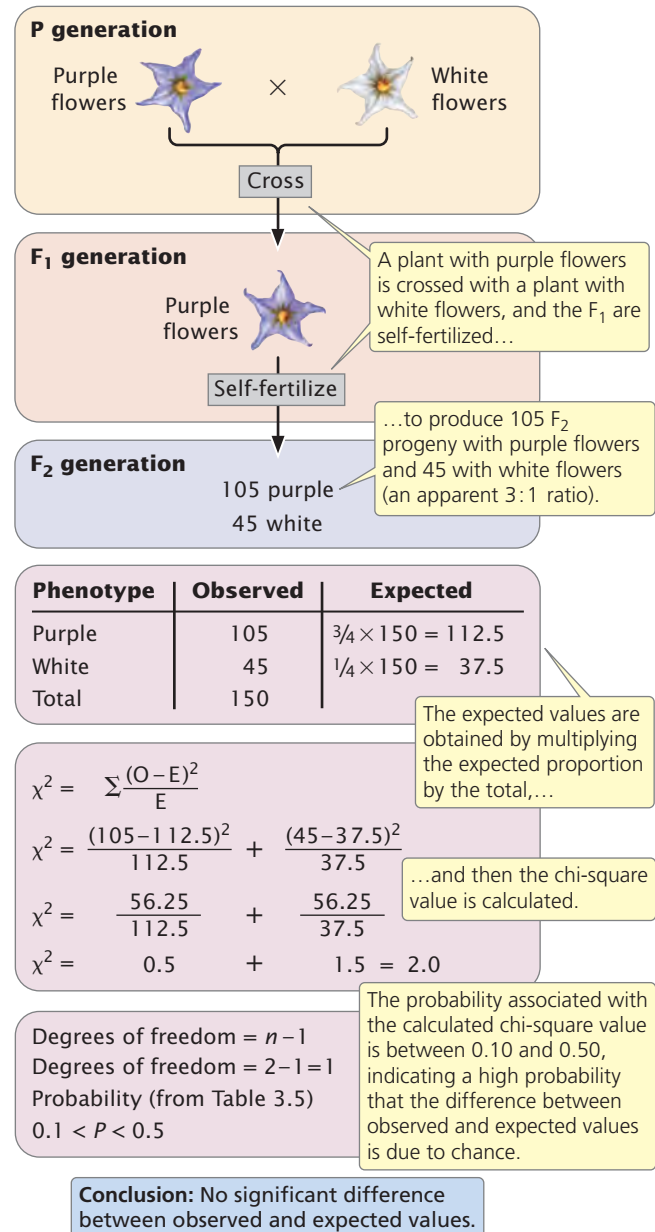 P generation
Purple
flowers
×
White
flowers
Cross
F1 generation
Purple
flowers
A plant with purple flowers
is crossed with a plant with
white flowers, and the F1 are
self-fertilized…
Self-fertilize
…to produce 105 F2
progeny with purple flowers
and 45 with white flowers
(an apparent 3:1 ratio).
F2 generation
105 purple
45 white
Phenotype Observed Expected
Purple 105 3/4 × 150 = 112.5
White 45 1/4 × 150 = 37.5
Total 150
The expected values are
obtained by multiplying
the expected proportion
by the total,…
χ² = Σ (O – E)² / E
χ² = (105–112.5)² / 112.5 + (45–37.5)² / 37.5
…and then the chi-square
value is calculated.
χ² = 56.25 / 112.5 + 56.25 / 37.5
χ² = 0.5 + 1.5 = 2.0
The probability associated with
the calculated chi-square value
is between 0.10 and 0.50,
indicating a high probability
that the difference between
observed and expected values
is due to chance.
Degrees of freedom = n –1
Degrees of freedom = 2–1=1
Probability (from Table 3.5)
0.1 < P < 0.5
Conclusion: No significant difference
between observed and expected values.